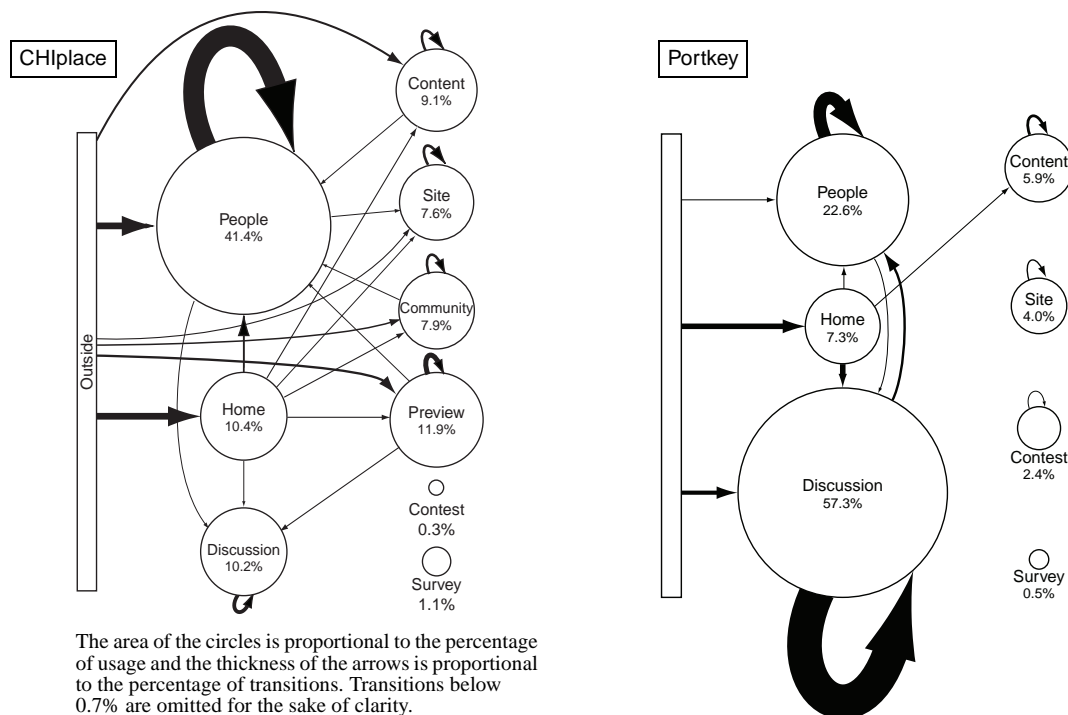 CHIplace
Content
9.1%
Site
7.6%
People
41.4%
Community
7.9%
Outside
Home
10.4%
Preview
11.9%
Contest
0.3%
Discussion
10.2%
Survey
1.1%
The area of the circles is proportional to the percentage
of usage and the thickness of the arrows is proportional
to the percentage of transitions. Transitions below
0.7% are omitted for the sake of clarity.
Portkey
Content
5.9%
People
22.6%
Site
4.0%
Home
7.3%
Contest
2.4%
Discussion
57.3%
Survey
0.5%